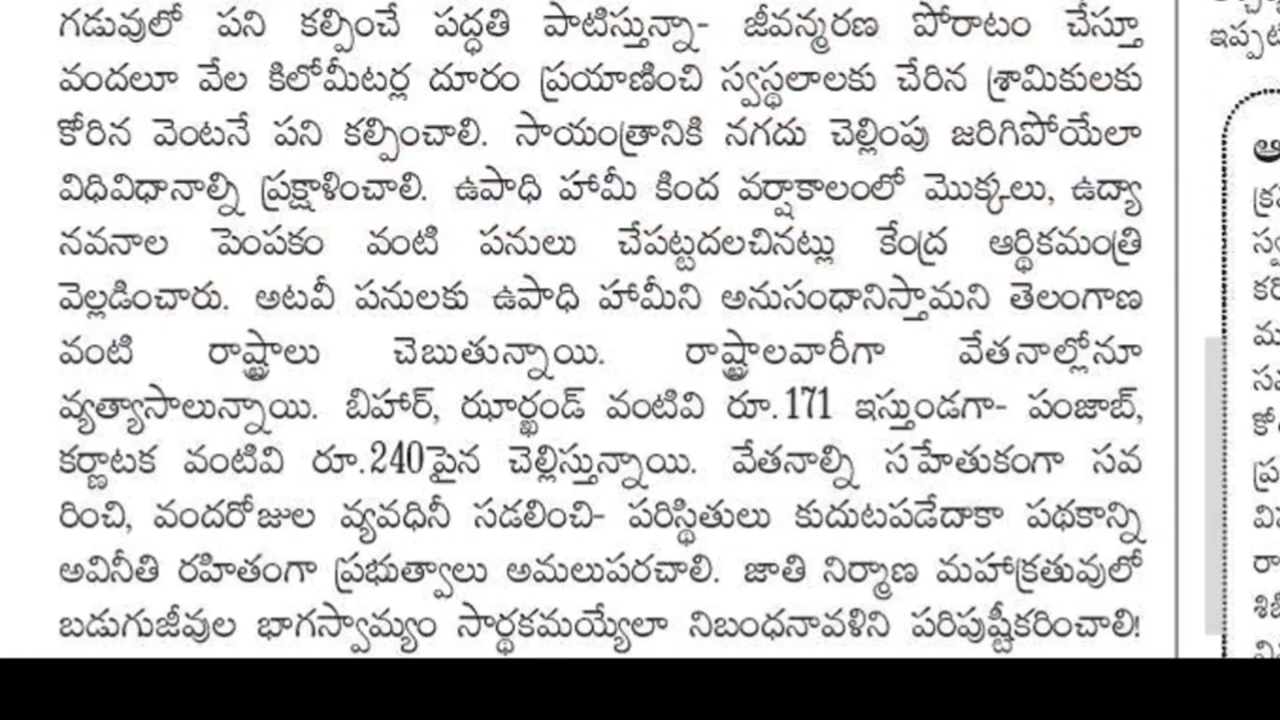 గడువులో పని కల్పించే పద్ధతి పాటిస్తున్నా- జీవన్మరణ పోరాటం చేస్తూ
వందలూ వేల కిలోమీటర్ల దూరం ప్రయాణించి స్వస్థలాలకు చేరిన శ్రామికులకు
కోరిన వెంటనే పని కల్పించాలి. సాయంత్రానికి నగదు చెల్లింపు జరిగిపోయేలా
విధివిధానాల్ని ప్రక్షాళించాలి. ఉపాధి హామీ కింద వర్షాకాలంలో మొక్కలు, ఉద్యా
నవనాల పెంపకం వంటి పనులు చేపట్టదలచినట్లు కేంద్ర ఆర్థికమంత్రి
వెల్లడించారు. అటవీ పనులకు ఉపాధి హామీని అనుసంధానిస్తామని తెలంగాణ
వంటి రాష్ట్రాలు చెబుతున్నాయి. రాష్ట్రాలవారీగా వేతనాల్లోనూ
వ్యత్యాసాలున్నాయి. బిహార్, ఝార్ఖండ్ వంటివి రూ.171 ఇస్తుండగా- పంజాబ్,
కర్ణాటక వంటివి రూ.240పైన చెల్లిస్తున్నాయి. వేతనాల్ని సహేతుకంగా సవ
రించి, వందరోజుల వ్యవధినీ సడలించి- పరిస్థితులు కుదుటపడేదాకా పథకాన్ని
అవినీతి రహితంగా ప్రభుత్వాలు అమలుపరచాలి. జాతి నిర్మాణ మహాక్రతువులో
బడుగుజీవుల భాగస్వామ్యం సార్థకమయ్యేలా నిబంధనావళిని పరిపుష్టీకరించాలి!